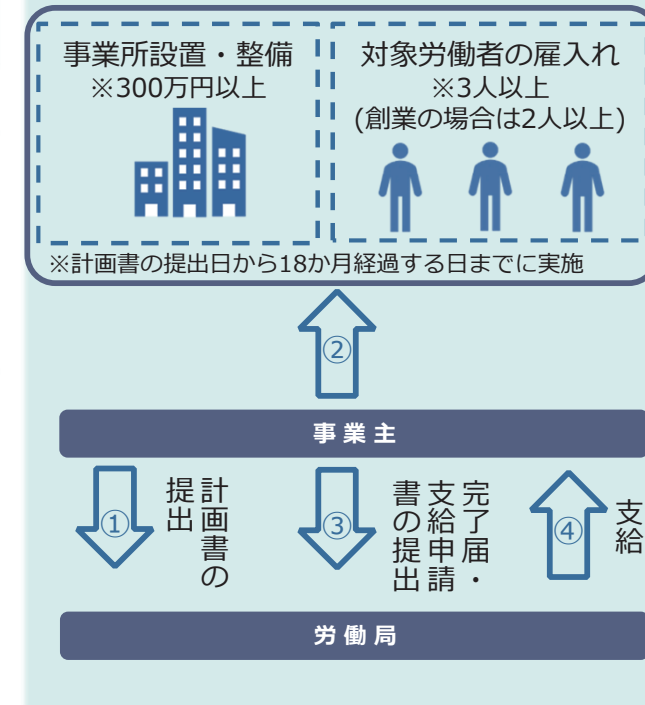 事業所設置・整備
※300万円以上
対象労働者の雇入れ
※3人以上
(創業の場合は2人以上)
※計画書の提出日から18か月経過する日までに実施
②
事業主
①
計画書の
提出
③
完了届・
支給申請
書の提出
④
支給
労働局